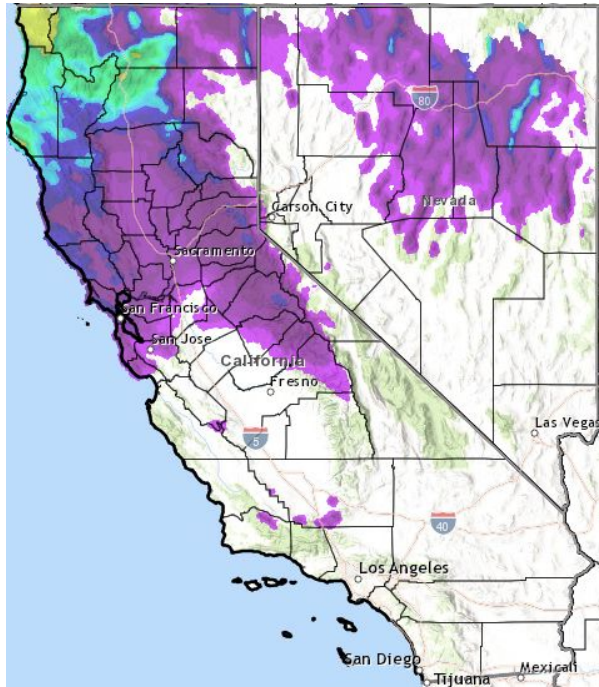 80
Nevada
Carson City
Sacramento
San Francisco
San Jose
California
Fresno
Las Vegas
5
40
Los Angeles
San Diego
Tijuana
Mexicali